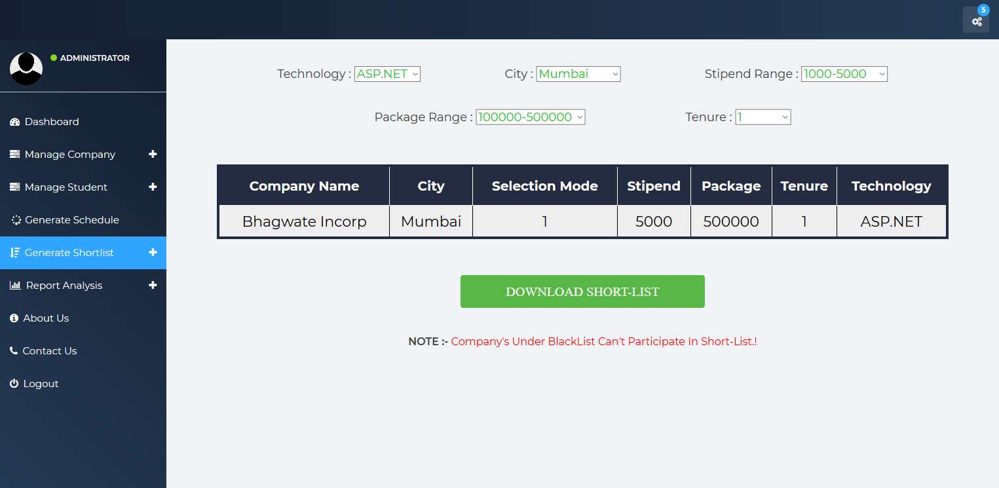 5
ADMINISTRATOR
Dashboard
Manage Company
Manage Student
Generate Schedule
Generate Shortlist
Report Analysis
About Us
Contact Us
Logout
Technology : ASP.NET City : Mumbai Stipend Range : 1000-5000
Package Range : 100000-500000 Tenure : 1
Company Name City Selection Mode Stipend Package Tenure Technology
Bhagwate Incorp Mumbai 1 5000 500000 1 ASP.NET
DOWNLOAD SHORT-LIST
NOTE :- Company's Under BlackList Can't Participate In Short-List.!